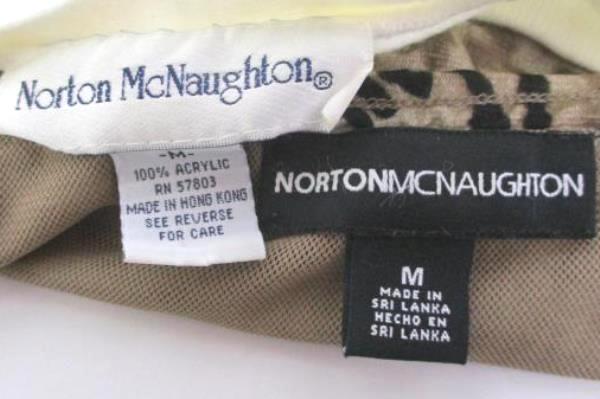 Norton McNaughton®
-M-
100% ACRYLIC
RN 57803
MADE IN HONG KONG
SEE REVERSE
FOR CARE
NORTONMCNAUGHTON
M
MADE IN
SRI LANKA
HECHO EN
SRI LANKA